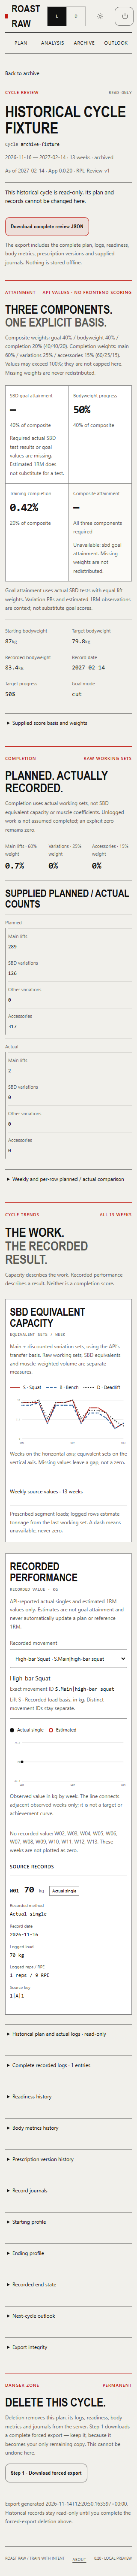 ROAST
RAW
PLAN ANALYSIS ARCHIVE OUTLOOK
Back to archive
CYCLE REVIEW READ-ONLY
HISTORICAL CYCLE
FIXTURE
Cycle archive-fixture
2026-11-16 — 2027-02-14 · 13 weeks · archived
As of 2027-02-14 · App 0.2.0 · RPL-Review-v1
This historical cycle is read-only. Its plan and
records cannot be changed here.
Download complete review JSON
The export includes the complete plan, logs, readiness,
body metrics, prescription versions and supplied
journals. Nothing is stored offline.
ATTAINMENT API VALUES · NO FRONTEND SCORING
THREE COMPONENTS.
ONE EXPLICIT BASIS.
Composite weights: goal 40% / bodyweight 40% /
completion 20% (40/40/20). Completion weights: main
60% / variations 25% / accessories 15% (60/25/15).
Values may exceed 100%; they are not capped here.
Missing weights are never redistributed.
SBD goal attainment
—
40% of composite
Required actual SBD
test results or goals
are missing.
Estimated 1RM does
not substitute for a test.
Bodyweight progress
50%
40% of composite
Training completion
0.42%
20% of composite
Composite attainment
—
All three components
required
Unavailable: sbd goal
attainment. Missing
weights are not
redistributed.
Goal attainment uses actual SBD tests with equal lift
weights. Variation PRs and estimated 1RM observations
are context, not substitute goal scores.
Starting bodyweight
87kg
Target bodyweight
79.8kg
Recorded bodyweight
83.4kg
Record date
2027-02-14
Target progress
50%
Goal mode
cut
Supplied score basis and weights
COMPLETION RAW WORKING SETS
PLANNED. ACTUALLY
RECORDED.
Completion uses actual working sets, not SBD
equivalent capacity or muscle coefficients. Unlogged
work is not assumed completed; an explicit zero
remains zero.
Main lifts · 60%
weight
0.7%
Variations · 25%
weight
0%
Accessories · 15%
weight
0%
SUPPLIED PLANNED / ACTUAL
COUNTS
Planned
Main lifts
289
SBD variations
126
Other variations
0
Accessories
317
Actual
Main lifts
2
SBD variations
0
Other variations
0
Accessories
0
Weekly and per-row planned / actual comparison
CYCLE TRENDS ALL 13 WEEKS
THE WORK.
THE RECORDED
RESULT.
Capacity describes the work. Recorded performance
describes a result. Neither is a completion score.
SBD EQUIVALENT
CAPACITY
EQUIVALENT SETS / WEEK
Main + discounted variation sets, using the API's
transfer basis. Raw working sets, SBD equivalents
and muscle-weighted credits are separate
measures.
S · Squat B · Bench D · Deadlift
Weeks on the horizontal axis; equivalent sets on the
vertical axis. Missing values leave a gap, not a zero.
Weekly source values · 13 weeks
Prescribed segment loads; logged rows estimate
tonnage from the last working set. A dash means
unavailable, never zero.
RECORDED
PERFORMANCE
RECORDED VALUE · KG
API-reported actual singles and estimated 1RM
values only. Estimates are not goal attainment and
never automatically update a plan or reference
1RM.
Recorded movement
High-bar Squat · S.Main|high-bar squat
High-bar Squat
Exact movement ID S.Main|high-bar squat
Lift S · Recorded load basis, in kg. Distinct
movement IDs stay separate.
Actual single Estimated
Observed value in kg by week. The line connects
adjacent observed weeks only; it is not a target or
achievement curve.
No recorded value: W02, W03, W04, W05, W06,
W07, W08, W09, W10, W11, W12, W13. These
weeks are not plotted as zero.
SOURCE RECORDS
W01 70 kg Actual single
Recorded method
Actual single
Record date
2026-11-16
Logged load
70 kg
Logged reps / RPE
1 reps / 9 RPE
Source key
1|A|1
Historical plan and actual logs · read-only
Complete recorded logs · 1 entries
Readiness history
Body metrics history
Prescription version history
Record journals
Starting profile
Ending profile
Recorded end state
Next-cycle outlook
Export integrity
DANGER ZONE PERMANENT
DELETE THIS CYCLE.
Deletion removes this plan, its logs, readiness, body
metrics and journals from the server. Step 1 downloads
a complete forced export — keep it, because it
becomes your only remaining copy. This cannot be
undone here.
Step 1 · Download forced export
Historical records stay read-only until you complete the
forced-export deletion above.
ROAST RAW / TRAIN WITH INTENT ABOUT